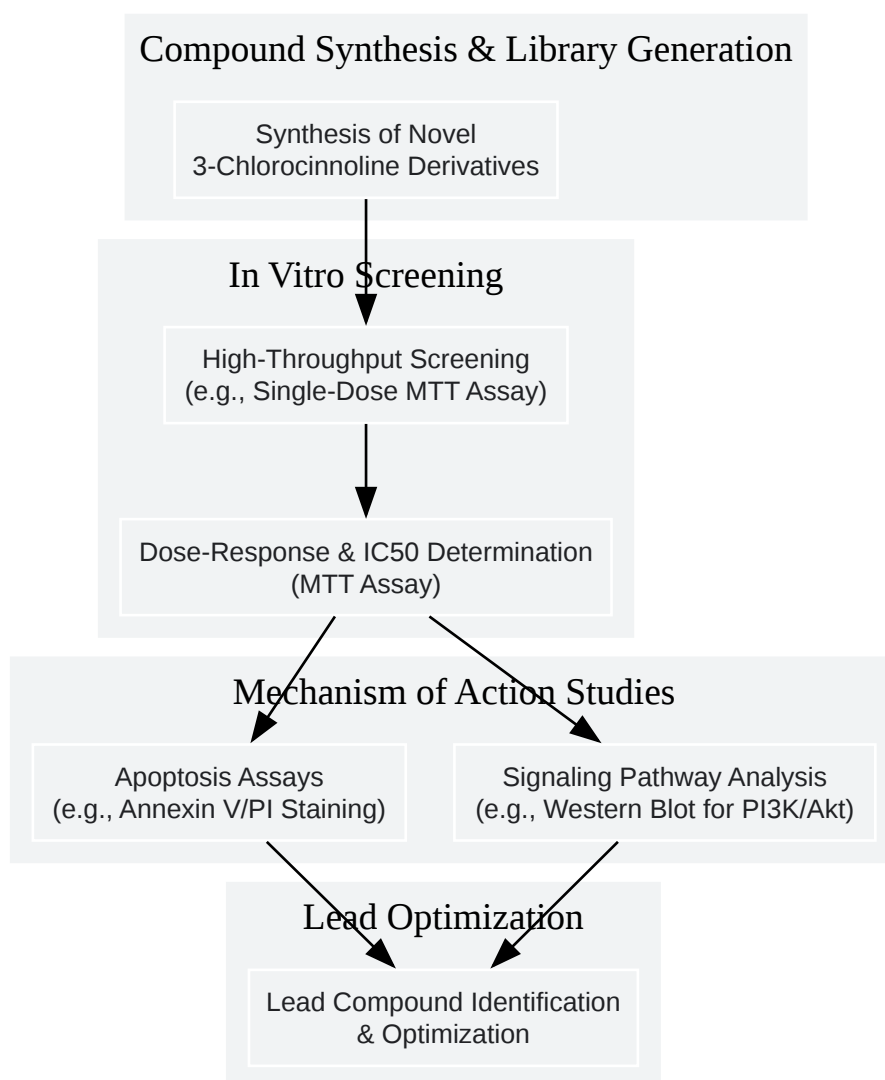 Compound Synthesis & Library Generation
Synthesis of Novel
3-Chlorocinnoline Derivatives
In Vitro Screening
High-Throughput Screening
(e.g., Single-Dose MTT Assay)
Dose-Response & IC50 Determination
(MTT Assay)
Mechanism of Action Studies
Apoptosis Assays
(e.g., Annexin V/PI Staining)
Signaling Pathway Analysis
(e.g., Western Blot for PI3K/Akt)
Lead Optimization
Lead Compound Identification
& Optimization